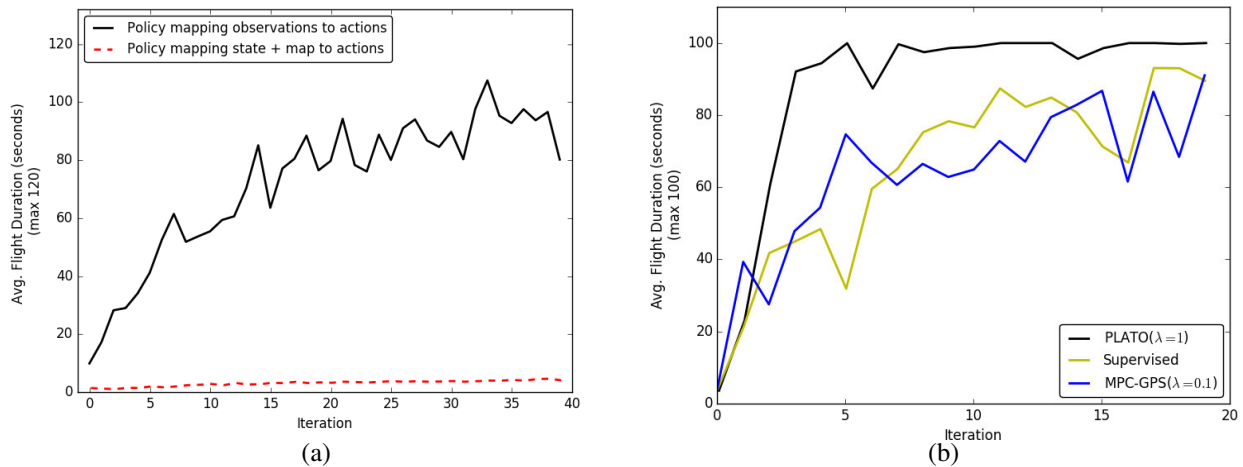 Policy mapping observations to actions
Policy mapping state + map to actions
Avg. Flight Duration (seconds)
(max 120)
120
100
80
60
40
20
0
0 5 10 15 20 25 30 35 40
Iteration
(a)
Avg. Flight Duration (seconds)
(max 100)
100
80
60
40
20
0
0 5 10 15 20
PLATO(λ=1)
Supervised
MPC-GPS(λ=0.1)
Iteration
(b)